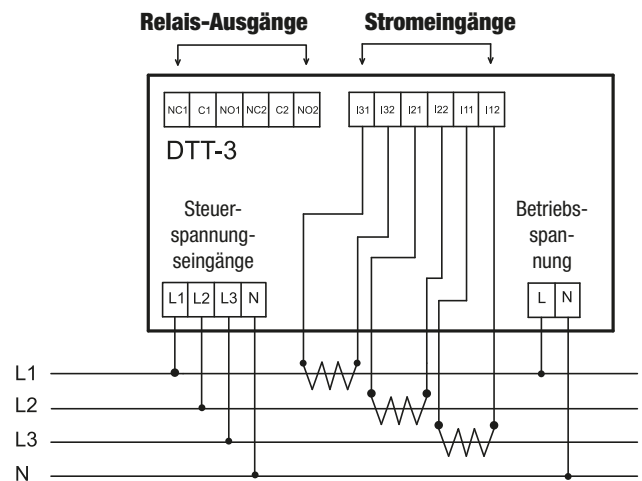 Relais-Ausgänge Stromeingänge
NC1 C1 NO1 NC2 C2 NO2 I31 I32 I21 I22 I11 I12
DTT-3
Steuer-
spannung-
seingänge
Betriebs-
span-
nung
L1 L2 L3 N L N
L1
L2
L3
N